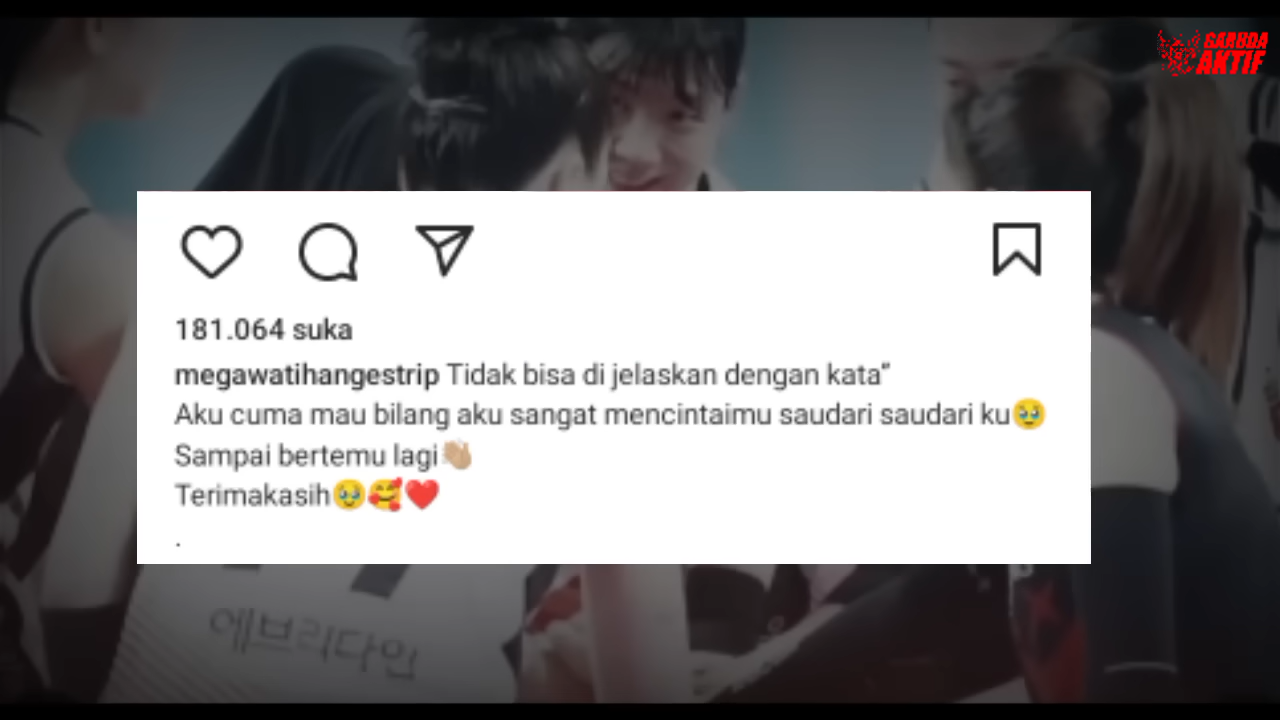 GARUDA
AKTIF
181.064 suka
megawatihangestrip Tidak bisa di jelaskan dengan kata"
Aku cuma mau bilang aku sangat mencintaimu saudari saudari ku🥹
Sampai bertemu lagi👋🏼
Terimakasih🥹🥰❤️
.
에브리다임